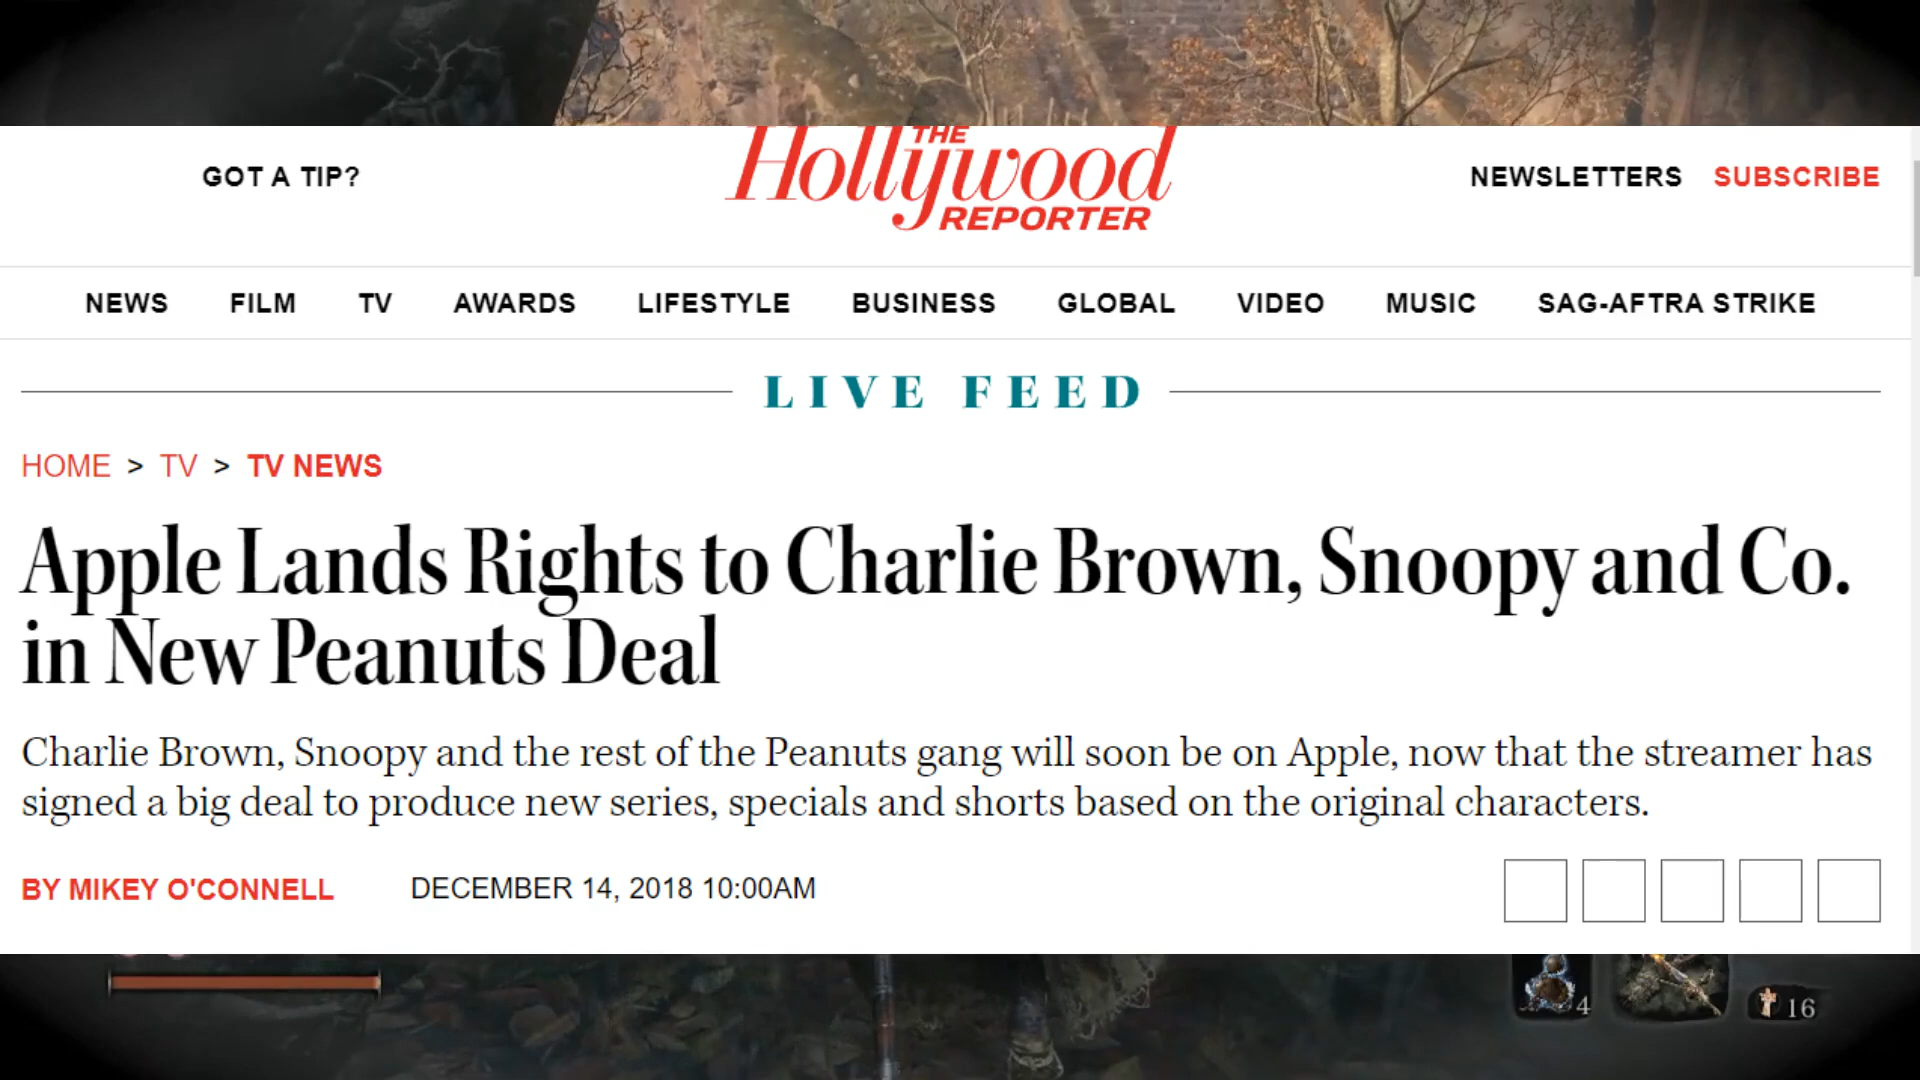 THE
Hollywood
REPORTER
GOT A TIP?
NEWSLETTERS SUBSCRIBE
NEWS FILM TV AWARDS LIFESTYLE BUSINESS GLOBAL VIDEO MUSIC SAG-AFTRA STRIKE
LIVE FEED
HOME > TV > TV NEWS
Apple Lands Rights to Charlie Brown, Snoopy and Co.
in New Peanuts Deal
Charlie Brown, Snoopy and the rest of the Peanuts gang will soon be on Apple, now that the streamer has
signed a big deal to produce new series, specials and shorts based on the original characters.
BY MIKEY O'CONNELL DECEMBER 14, 2018 10:00AM
4
16